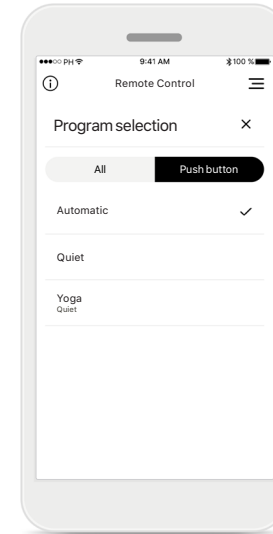 ●●●○○ PH 9:41 AM 100 %
Remote Control
Program selection
All Push button
Automatic
Quiet
Yoga
Quiet